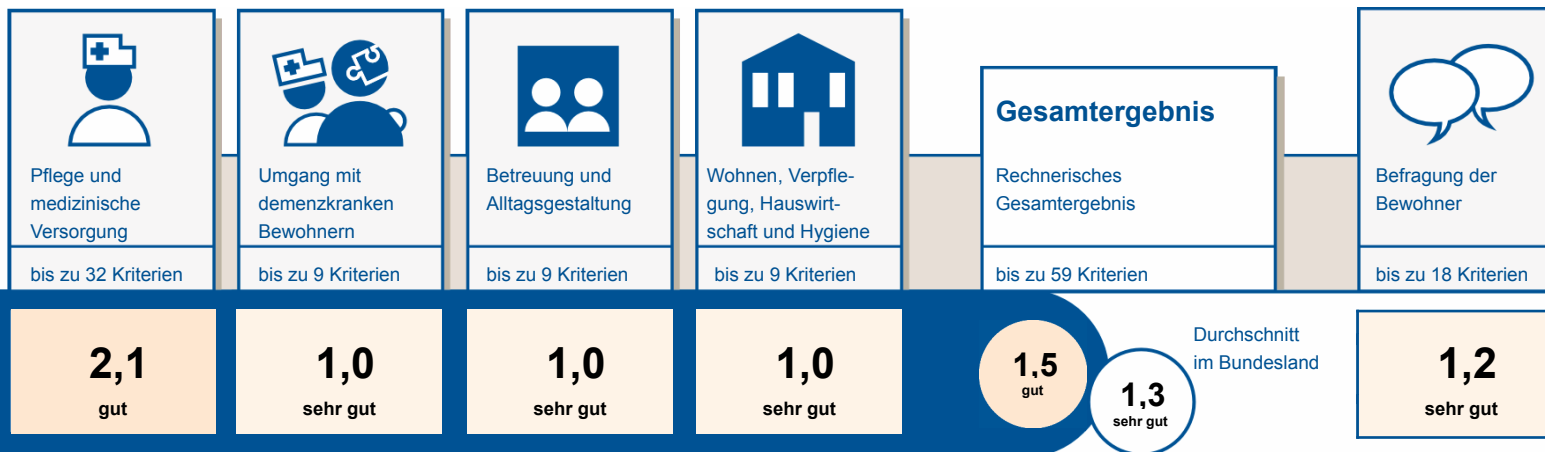 Pflege und
medizinische
Versorgung
bis zu 32 Kriterien
2,1
gut
Umgang mit
demenzkranken
Bewohnern
bis zu 9 Kriterien
1,0
sehr gut
Betreuung und
Alltagsgestaltung
bis zu 9 Kriterien
1,0
sehr gut
Wohnen, Verpfle-
gung, Hauswirt-
schaft und Hygiene
bis zu 9 Kriterien
1,0
sehr gut
Gesamtergebnis
Rechnerisches
Gesamtergebnis
bis zu 59 Kriterien
1,5
gut
Durchschnitt
im Bundesland
1,3
sehr gut
Befragung der
Bewohner
bis zu 18 Kriterien
1,2
sehr gut